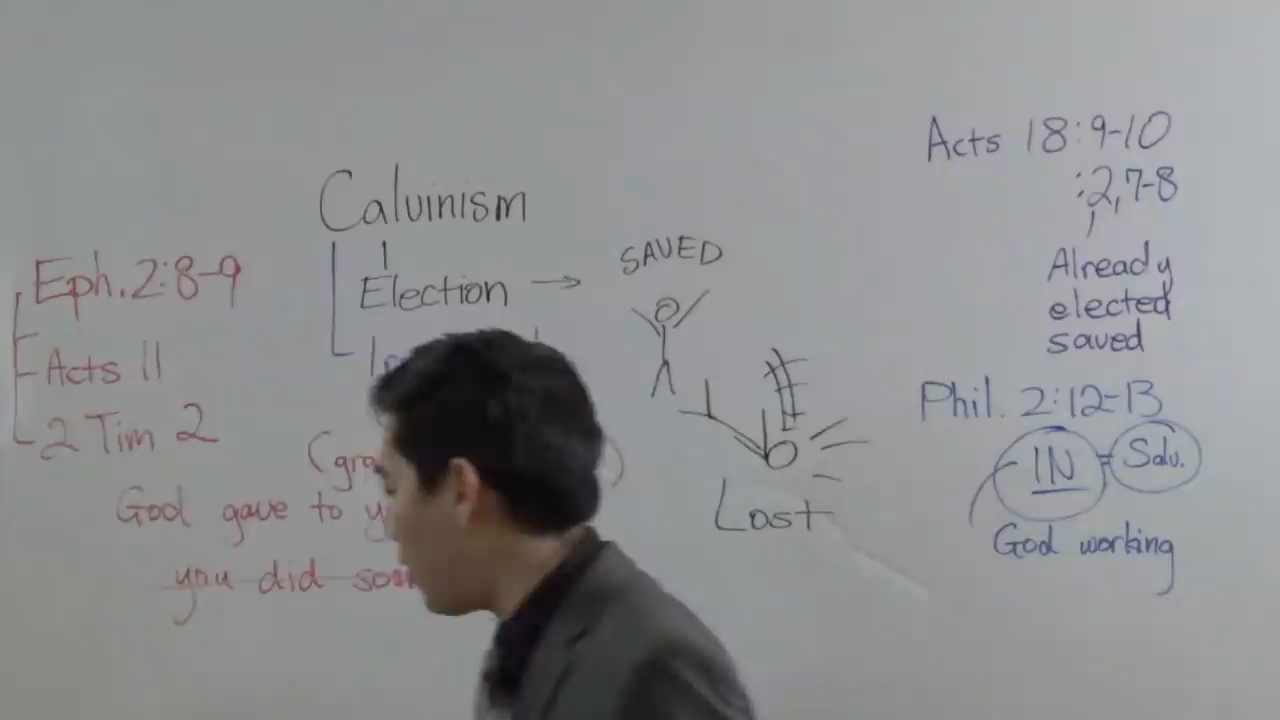 Eph. 2:8-9
Acts 11
2 Tim 2
God gave to
you did
Calvinism
Election →
SAVED
Lost
Acts 18:9-10
:2,7-8
Already
elected
saved
Phil. 2:12-13
IN = Salv.
God working